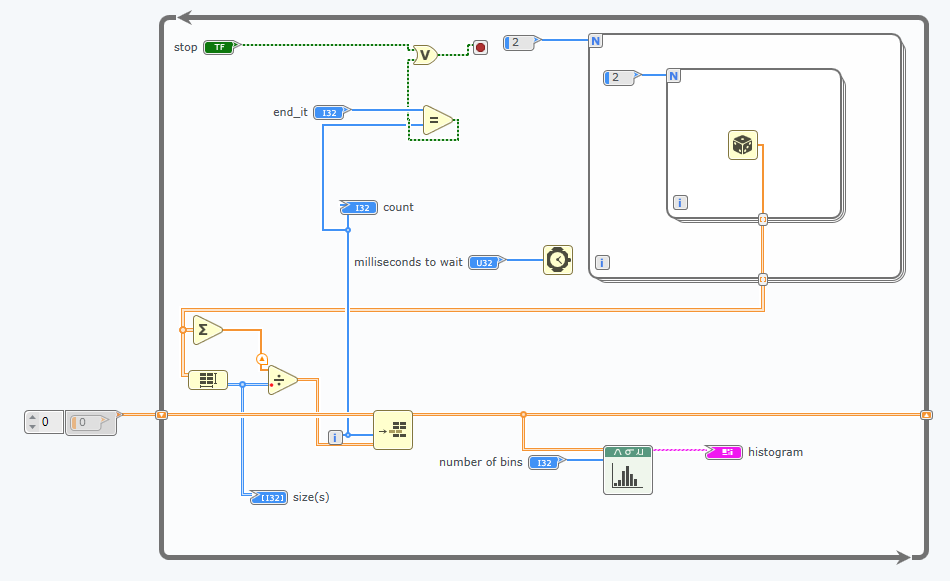 stop TF V 2 N
2 N
end_it I32 =
i
I32 count
milliseconds to wait U32 i
Σ
÷
0 0
i
number of bins I32 histogram
[I32] size(s)